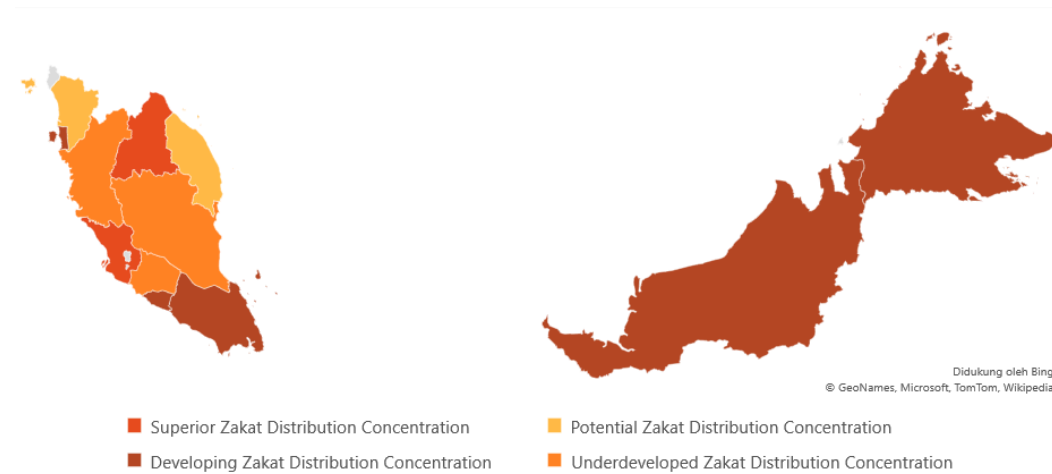 Didukung oleh Bing
© GeoNames, Microsoft, TomTom, Wikipedia
Superior Zakat Distribution Concentration
Potential Zakat Distribution Concentration
Developing Zakat Distribution Concentration
Underdeveloped Zakat Distribution Concentration